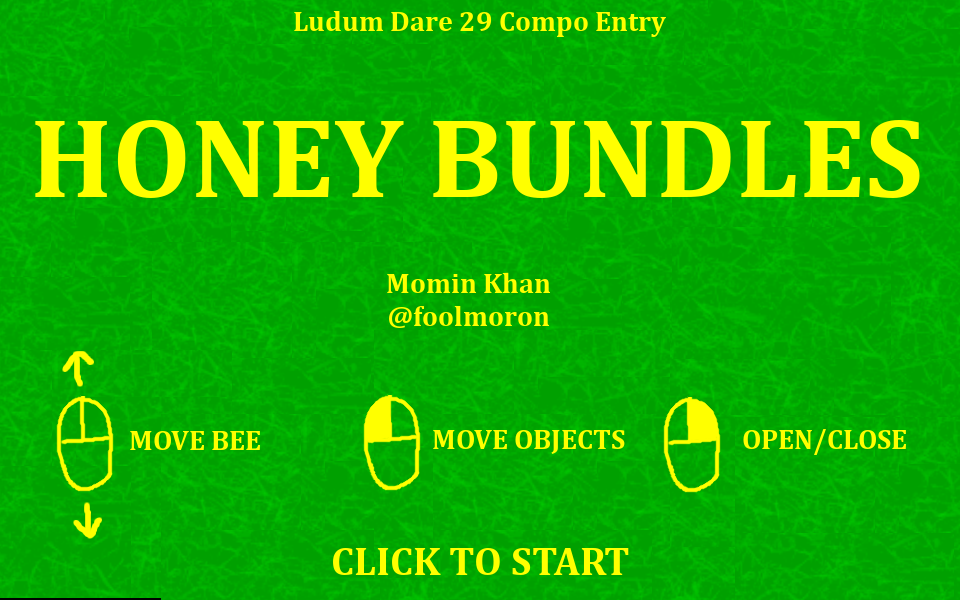 Ludum Dare 29 Compo Entry
HONEY BUNDLES
Momin Khan
@foolmoron
MOVE BEE
MOVE OBJECTS
OPEN/CLOSE
CLICK TO START